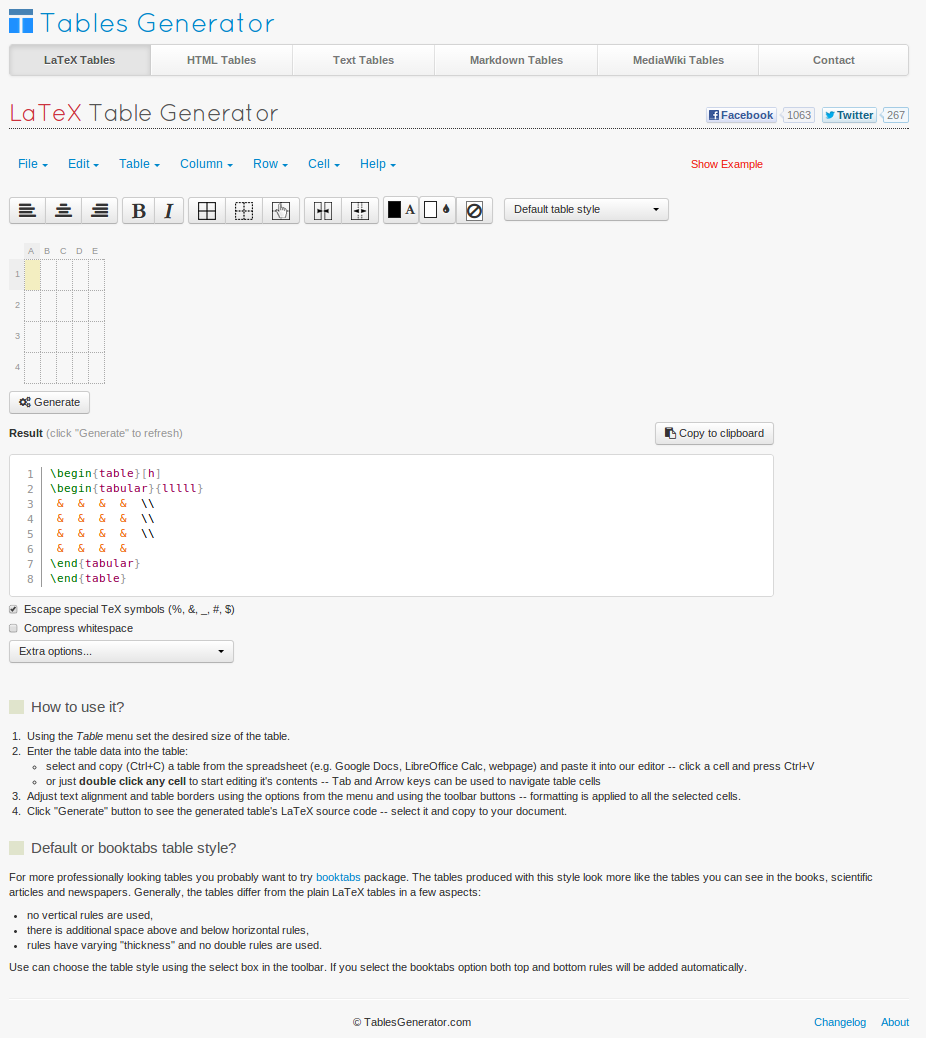 Tables Generator
LaTeX Tables HTML Tables Text Tables Markdown Tables MediaWiki Tables Contact
LaTeX Table Generator Facebook 1063 Twitter 267
File Edit Table Column Row Cell Help Show Example
B I A Default table style
A B C D E
1
2
3
4
Generate
Result (click "Generate" to refresh) Copy to clipboard
1 \begin{table}[h]
2 \begin{tabular}{lllll}
3 & & & & \\
4 & & & & \\
5 & & & & \\
6 & & & &
7 \end{tabular}
8 \end{table}
Escape special TeX symbols (%, &, _, #, $)
Compress whitespace
Extra options...
How to use it?
1. Using the Table menu set the desired size of the table.
2. Enter the table data into the table:
select and copy (Ctrl+C) a table from the spreadsheet (e.g. Google Docs, LibreOffice Calc, webpage) and paste it into our editor -- click a cell and press Ctrl+V
or just double click any cell to start editing it's contents -- Tab and Arrow keys can be used to navigate table cells
3. Adjust text alignment and table borders using the options from the menu and using the toolbar buttons -- formatting is applied to all the selected cells.
4. Click "Generate" button to see the generated table's LaTeX source code -- select it and copy to your document.
Default or booktabs table style?
For more professionally looking tables you probably want to try booktabs package. The tables produced with this style look more like the tables you can see in the books, scientific
articles and newspapers. Generally, the tables differ from the plain LaTeX tables in a few aspects:
• no vertical rules are used,
• there is additional space above and below horizontal rules,
• rules have varying "thickness" and no double rules are used.
Use can choose the table style using the select box in the toolbar. If you select the booktabs option both top and bottom rules will be added automatically.
© TablesGenerator.com Changelog About